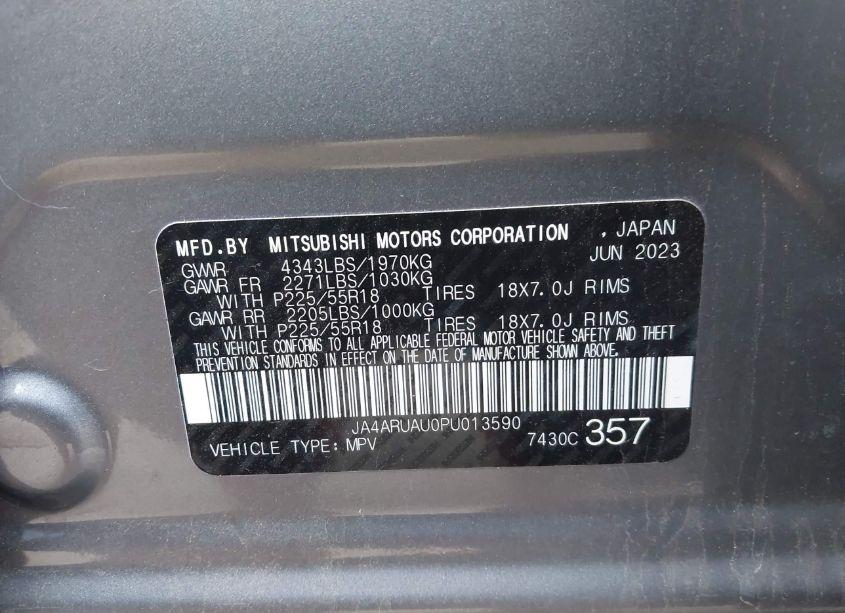 MFD.BY MITSUBISHI MOTORS CORPORATION , JAPAN
GVWR 4343LBS/1970KG JUN 2023
GAWR FR 2271LBS/1030KG
WITH P225/55R18 TIRES 18X7.0J RIMS
GAWR RR 2205LBS/1000KG
WITH P225/55R18 TIRES 18X7.0J RIMS
THIS VEHICLE CONFORMS TO ALL APPLICABLE FEDERAL MOTOR VEHICLE SAFETY AND THEFT
PREVENTION STANDARDS IN EFFECT ON THE DATE OF MANUFACTURE SHOWN ABOVE.
JA4ARUAU0PU013590
VEHICLE TYPE: MPV 7430C 357